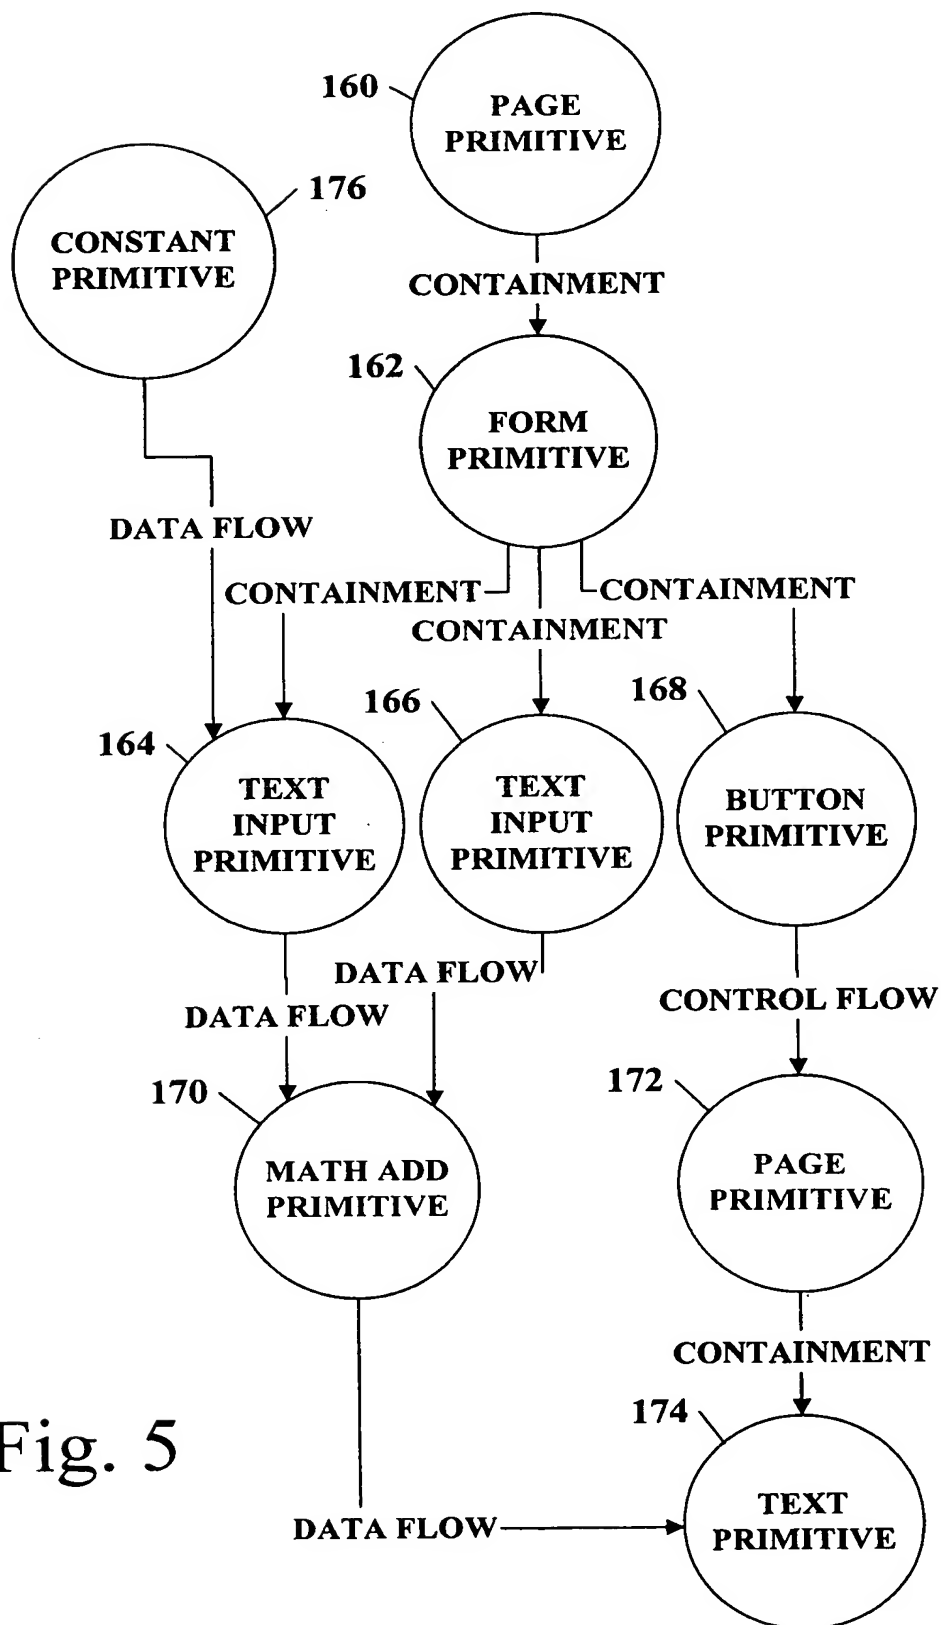 160
PAGE
PRIMITIVE
176
CONSTANT
PRIMITIVE
CONTAINMENT
162
FORM
PRIMITIVE
DATA FLOW
CONTAINMENT
CONTAINMENT
CONTAINMENT
164
TEXT
INPUT
PRIMITIVE
166
TEXT
INPUT
PRIMITIVE
168
BUTTON
PRIMITIVE
DATA FLOW
DATA FLOW
CONTROL FLOW
170
MATH ADD
PRIMITIVE
172
PAGE
PRIMITIVE
CONTAINMENT
174
TEXT
PRIMITIVE
DATA FLOW
Fig. 5